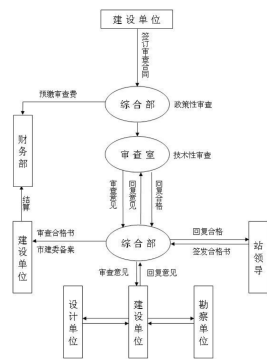 建设单位
签订审查合同
预缴审查费
综合部
政策性审查
财务部
审查室
技术性审查
结算
审查意见
回复意见
回复合格
建设单位
审查合格书
市建委备案
综合部
回复合格
签发合格书
站领导
审查意见
回复意见
设计单位
建设单位
勘察单位